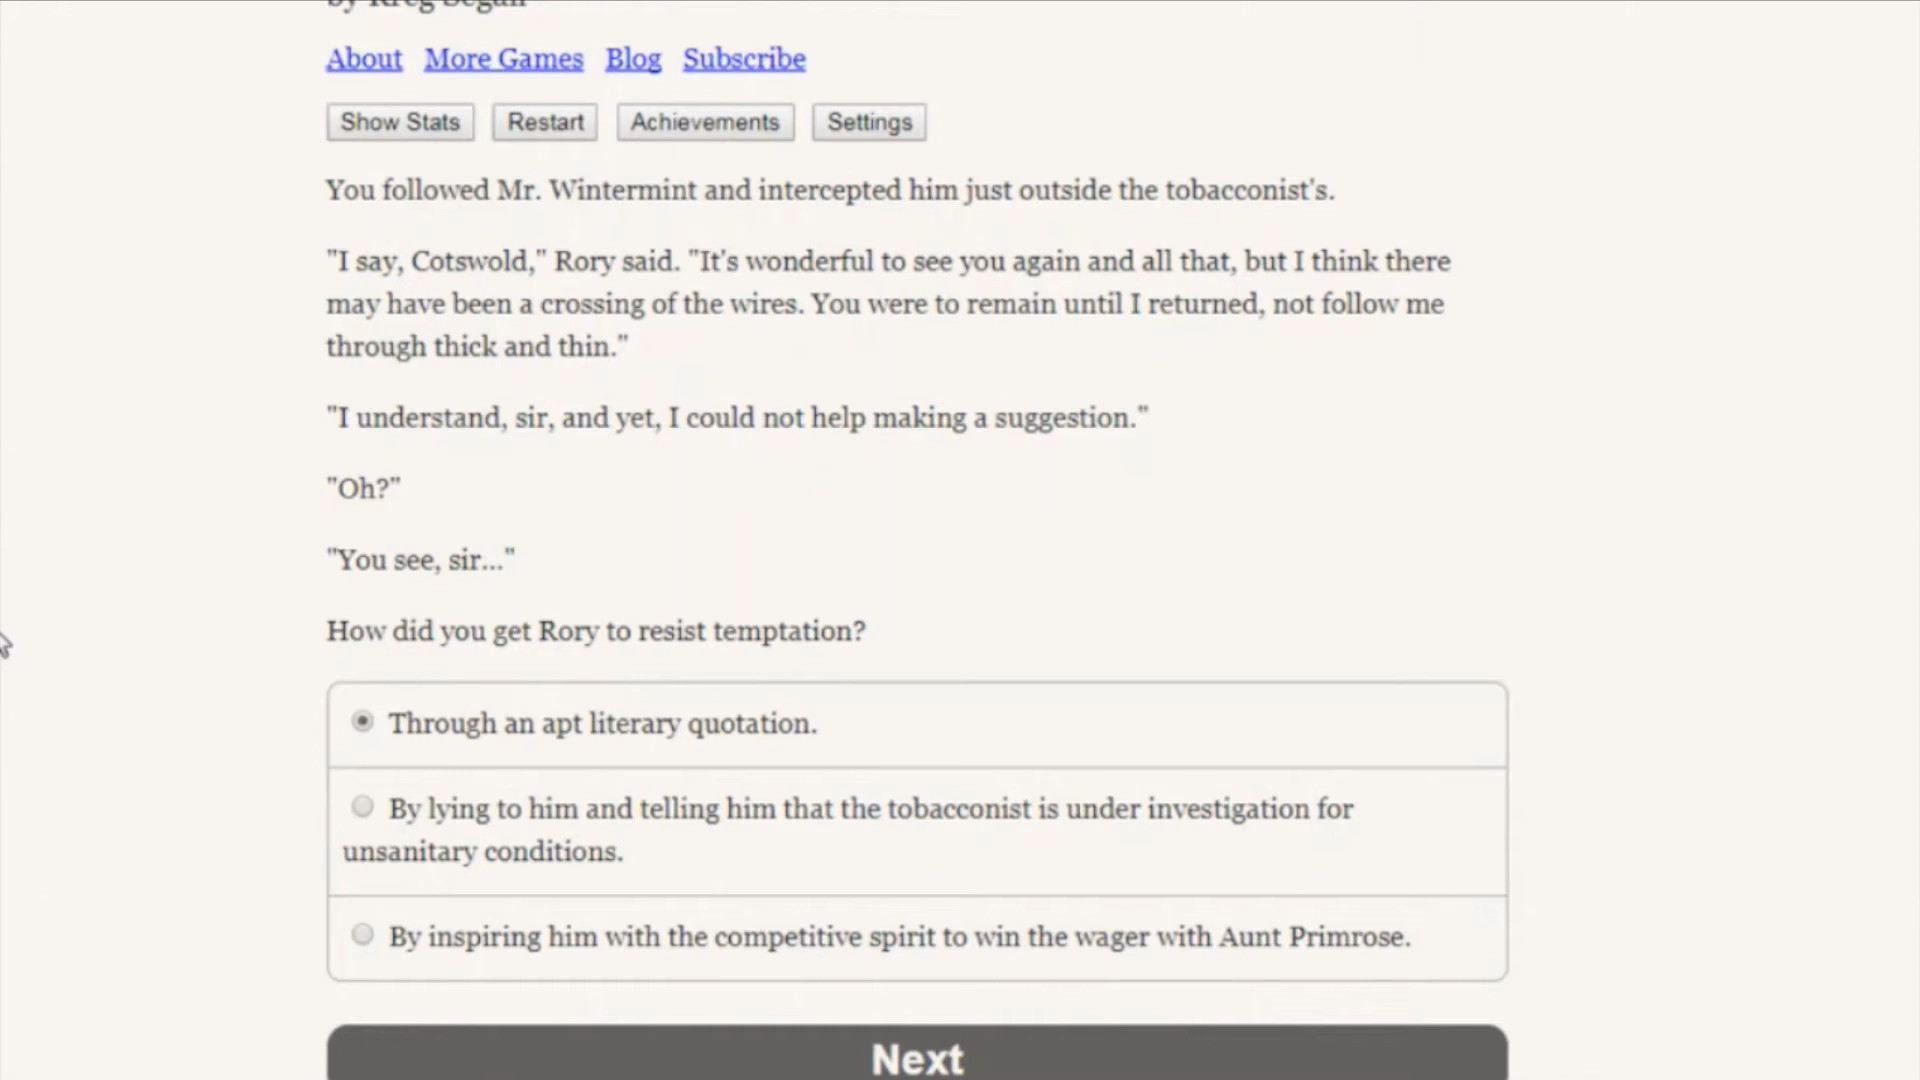 About More Games Blog Subscribe
Show Stats Restart Achievements Settings
You followed Mr. Wintermint and intercepted him just outside the tobacconist's.
"I say, Cotswold," Rory said. "It's wonderful to see you again and all that, but I think there
may have been a crossing of the wires. You were to remain until I returned, not follow me
through thick and thin."
"I understand, sir, and yet, I could not help making a suggestion."
"Oh?"
"You see, sir..."
How did you get Rory to resist temptation?
Through an apt literary quotation.
By lying to him and telling him that the tobacconist is under investigation for
unsanitary conditions.
By inspiring him with the competitive spirit to win the wager with Aunt Primrose.
Next